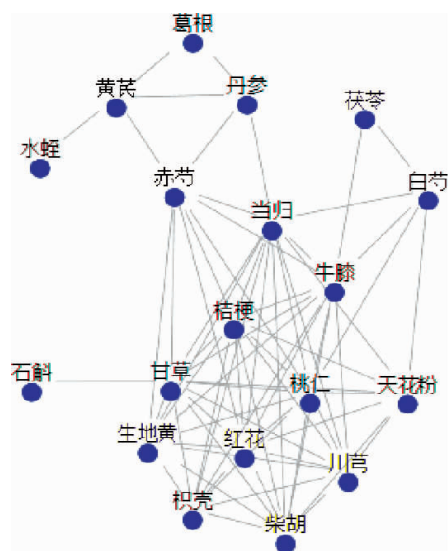 葛根
黄芪
丹参
茯苓
水蛭
赤芍
白芍
当归
牛膝
桔梗
石斛
甘草
桃仁
天花粉
生地黄
红花
川芎
枳壳
柴胡